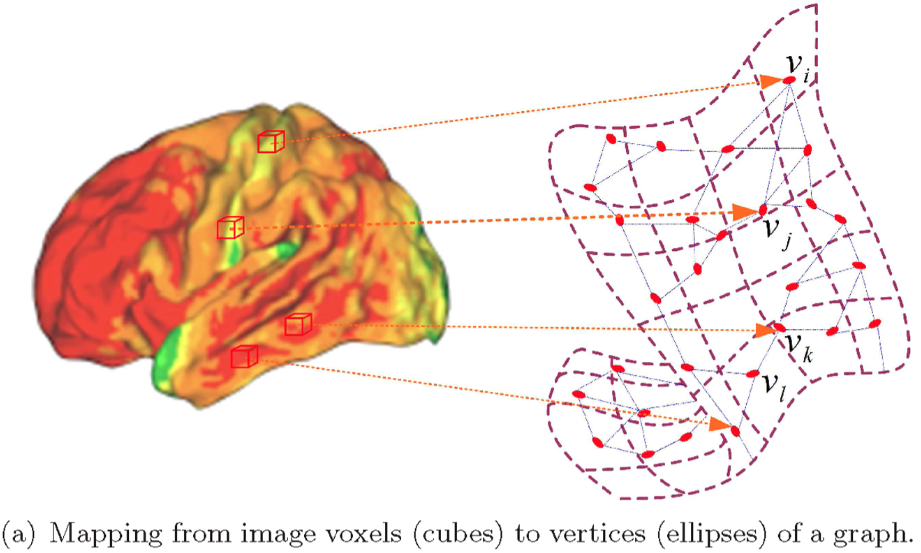 v_i
v_j
v_k
v_l
(a) Mapping from image voxels (cubes) to vertices (ellipses) of a graph.